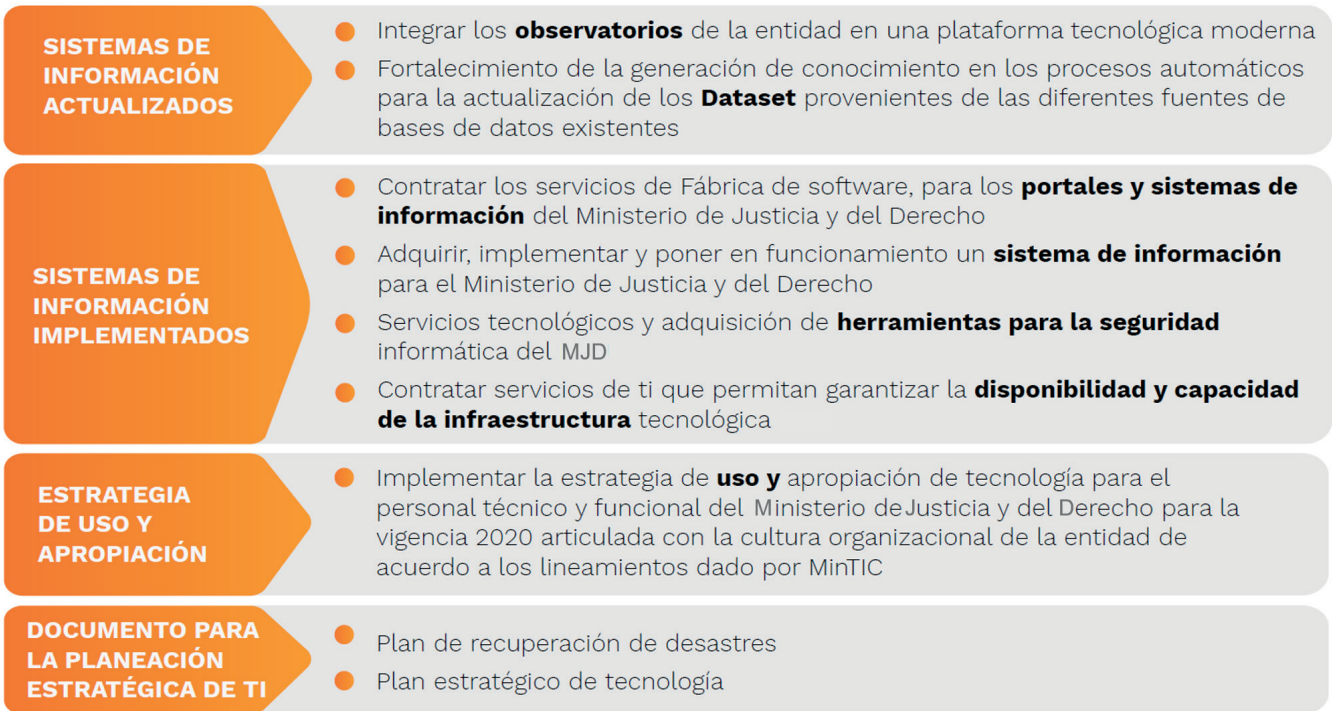 SISTEMAS DE
INFORMACIÓN
ACTUALIZADOS
Integrar los observatorios de la entidad en una plataforma tecnológica moderna
Fortalecimiento de la generación de conocimiento en los procesos automáticos
para la actualización de los Dataset provenientes de las diferentes fuentes de
bases de datos existentes
SISTEMAS DE
INFORMACIÓN
IMPLEMENTADOS
Contratar los servicios de Fábrica de software, para los portales y sistemas de
información del Ministerio de Justicia y del Derecho
Adquirir, implementar y poner en funcionamiento un sistema de información
para el Ministerio de Justicia y del Derecho
Servicios tecnológicos y adquisición de herramientas para la seguridad
informática del MJD
Contratar servicios de ti que permitan garantizar la disponibilidad y capacidad
de la infraestructura tecnológica
ESTRATEGIA
DE USO Y
APROPIACIÓN
Implementar la estrategia de uso y apropiación de tecnología para el
personal técnico y funcional del Ministerio de Justicia y del Derecho para la
vigencia 2020 articulada con la cultura organizacional de la entidad de
acuerdo a los lineamientos dado por MinTIC
DOCUMENTO PARA
LA PLANEACIÓN
ESTRATÉGICA DE TI
Plan de recuperación de desastres
Plan estratégico de tecnología